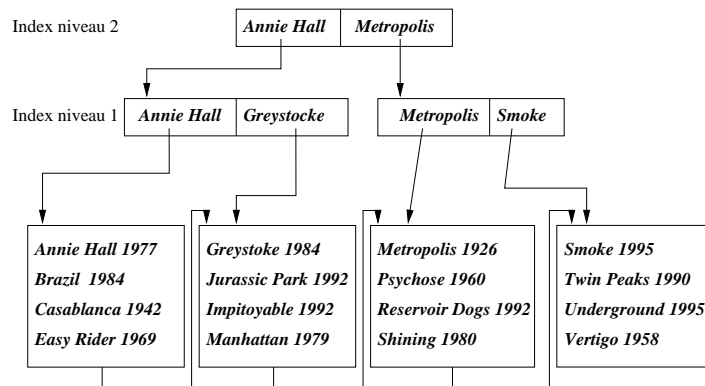 Index niveau 2
Annie Hall Metropolis
Index niveau 1
Annie Hall Greystocke
Metropolis Smoke
Annie Hall 1977
Brazil 1984
Casablanca 1942
Easy Rider 1969
Greystoke 1984
Jurassic Park 1992
Impitoyable 1992
Manhattan 1979
Metropolis 1926
Psychose 1960
Reservoir Dogs 1992
Shining 1980
Smoke 1995
Twin Peaks 1990
Underground 1995
Vertigo 1958